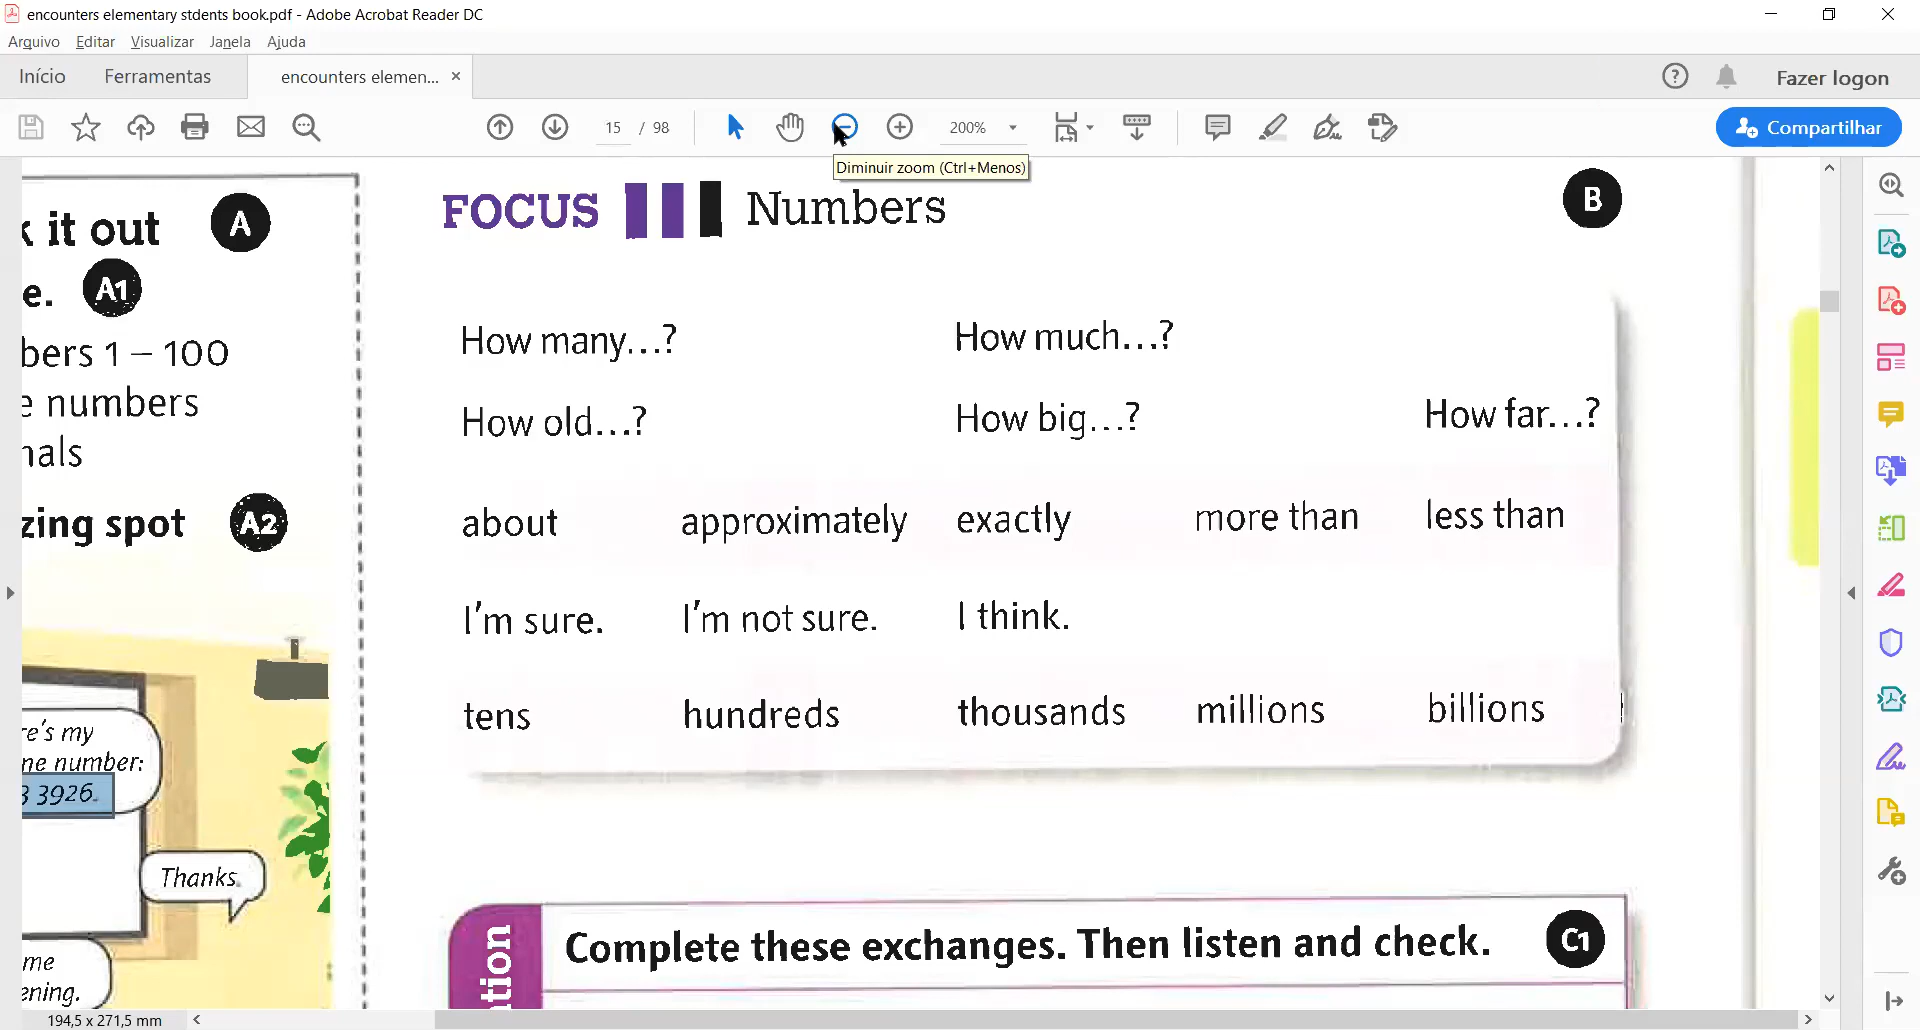 encounters elementary stdents book.pdf - Adobe Acrobat Reader DC
Arquivo Editar Visualizar Janela Ajuda
Início Ferramentas encounters elemen... ×
Fazer logon
15 / 98
200%
Compartilhar
Diminuir zoom (Ctrl+Menos)
it out A
e. A1
bers 1 – 100
numbers
nals
zing spot A2
re's my
ne number:
3 3926.
Thanks.
me
ening.
FOCUS Numbers B
How many...? How much...?
How old...? How big...? How far...?
about approximately exactly more than less than
I'm sure. I'm not sure. I think.
tens hundreds thousands millions billions
tion
Complete these exchanges. Then listen and check. C1
194,5 x 271,5 mm